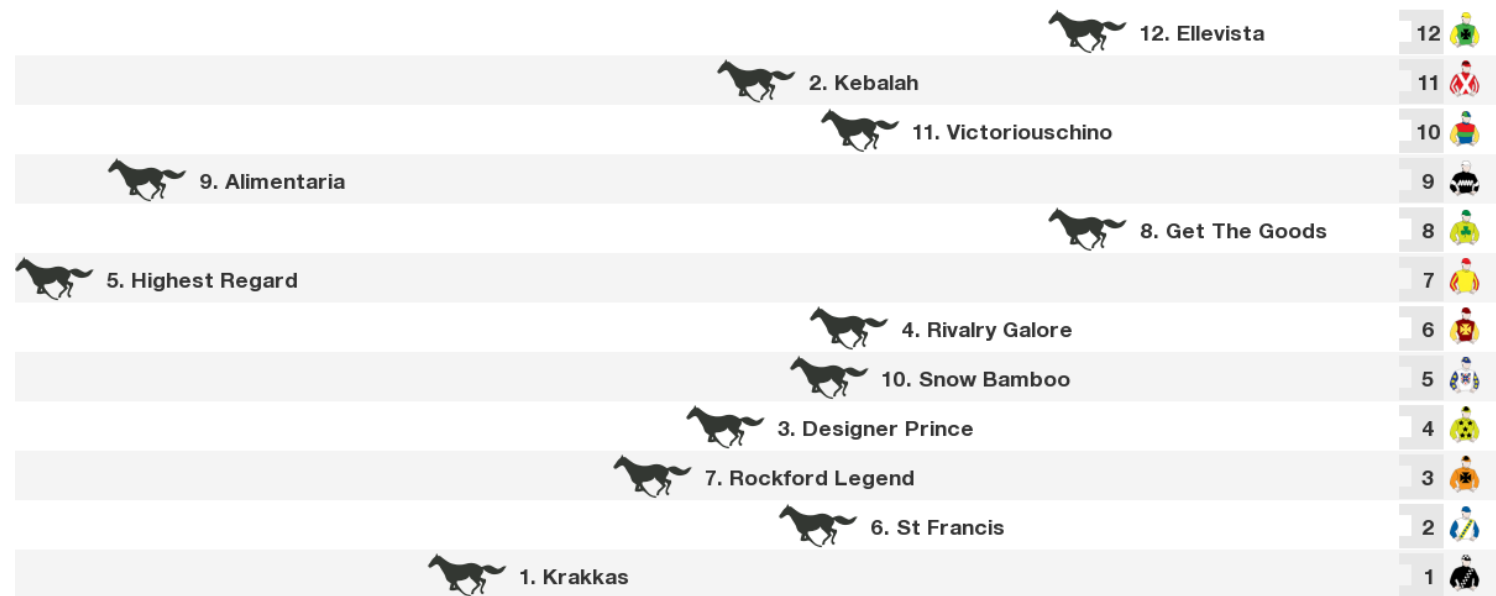 12. Ellevista 12
2. Kebalah 11
11. Victoriouschino 10
9. Alimentaria 9
8. Get The Goods 8
5. Highest Regard 7
4. Rivalry Galore 6
10. Snow Bamboo 5
3. Designer Prince 4
7. Rockford Legend 3
6. St Francis 2
1. Krakkas 1